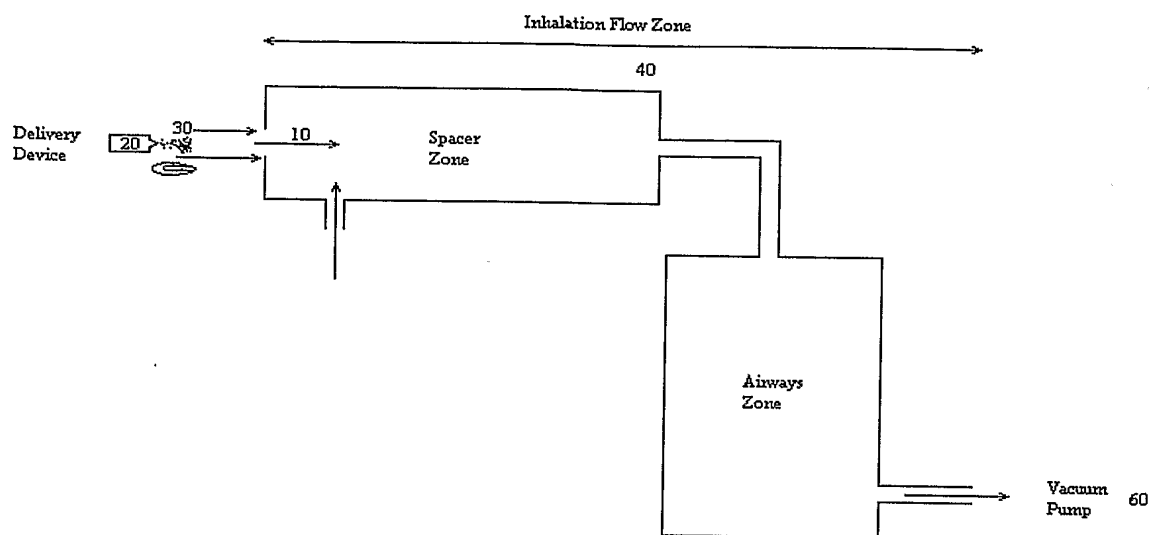 Inhalation Flow Zone
40
Delivery
Device
20
30
10
Spacer
Zone
Airways
Zone
Vacuum
Pump
60